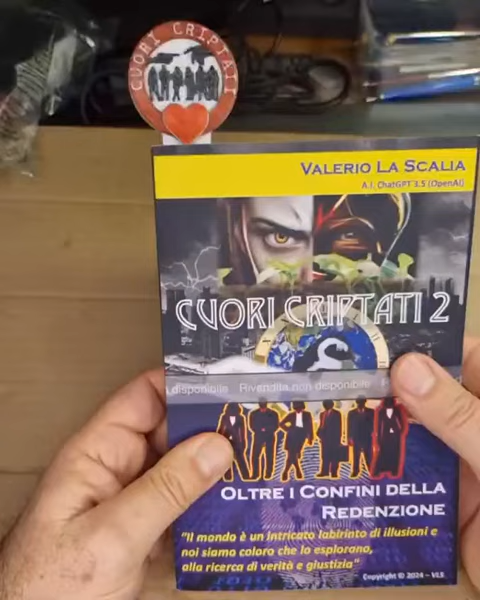 CUORI CRIPTATI
VALERIO LA SCALIA
A.I. ChatGPT 3.5 (OpenAI)
CUORI CRIPTATI 2
disponibile Rivendita non disponibile
OLTRE I CONFINI DELLA
REDENZIONE
"Il mondo è un intricato labirinto di illusioni e
noi siamo coloro che lo esplorano,
alla ricerca di verità e giustizia"
Copyright © 2024 – VLS